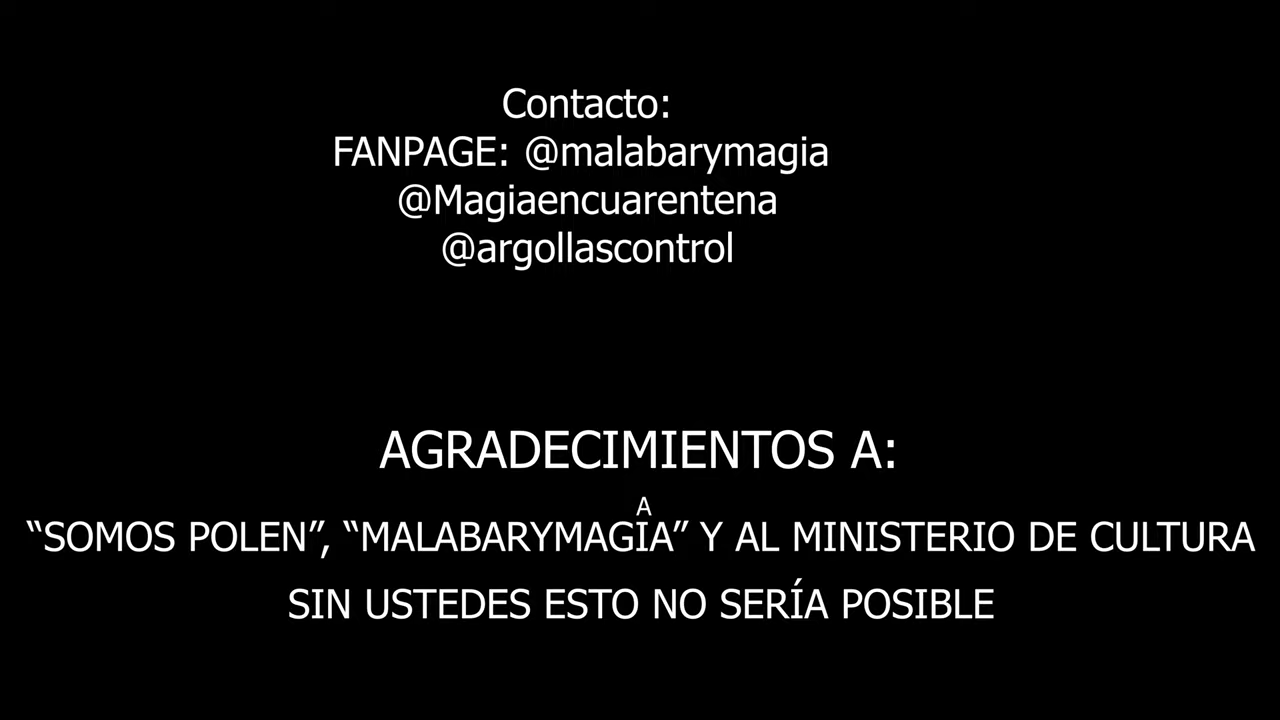 Contacto:
FANPAGE: @malabarymagia
@Magiaencuarentena
@argollascontrol
AGRADECIMIENTOS A:
A
“SOMOS POLEN”, “MALABARYMAGIA” Y AL MINISTERIO DE CULTURA
SIN USTEDES ESTO NO SERÍA POSIBLE